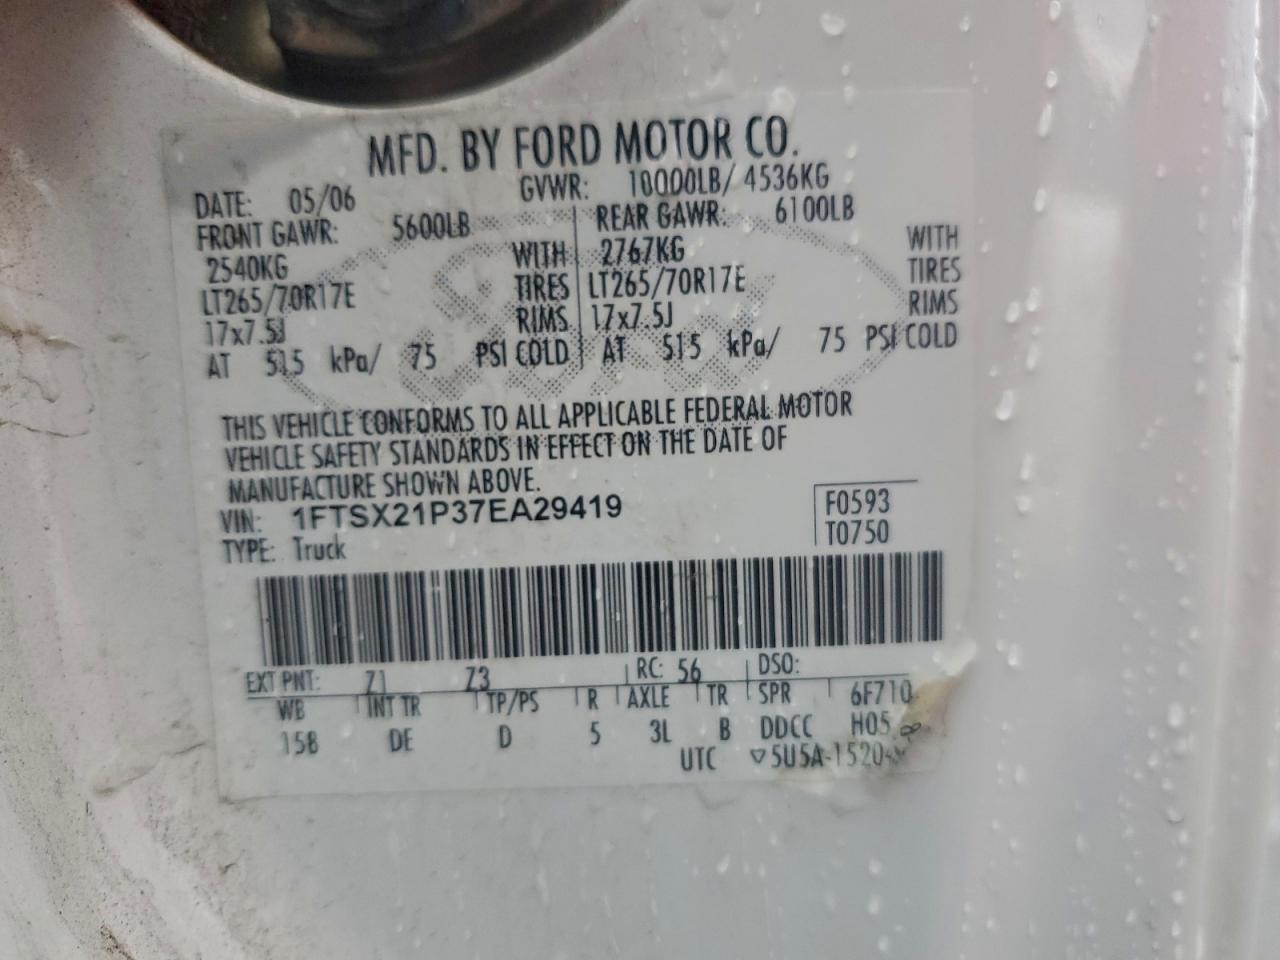 MFD. BY FORD MOTOR CO.
DATE: 05/06 GVWR: 10000LB/ 4536KG
FRONT GAWR: 5600LB REAR GAWR: 6100LB
2540KG WITH 2767KG WITH
LT265/70R17E TIRES LT265/70R17E TIRES
17x7.5J RIMS 17x7.5J RIMS
AT 515 kPa/ 75 PSI COLD AT 515 kPa/ 75 PSI COLD
THIS VEHICLE CONFORMS TO ALL APPLICABLE FEDERAL MOTOR
VEHICLE SAFETY STANDARDS IN EFFECT ON THE DATE OF
MANUFACTURE SHOWN ABOVE.
VIN: 1FTSX21P37EA29419 F0593
TYPE: Truck T0750
EXT PNT: Z1 Z3 RC: 56 DSO:
WB INT TR TP/PS R AXLE TR SPR 6F710
158 DE D 5 3L B DDCC H05
UTC